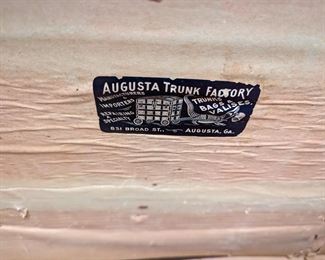 AUGUSTA TRUNK FACTORY
MANUFACTURERS
IMPORTERS
REPAIRING A
SPECIALTY
TRUNKS
BAGS
VALISES.
831 BROAD ST., AUGUSTA, GA.